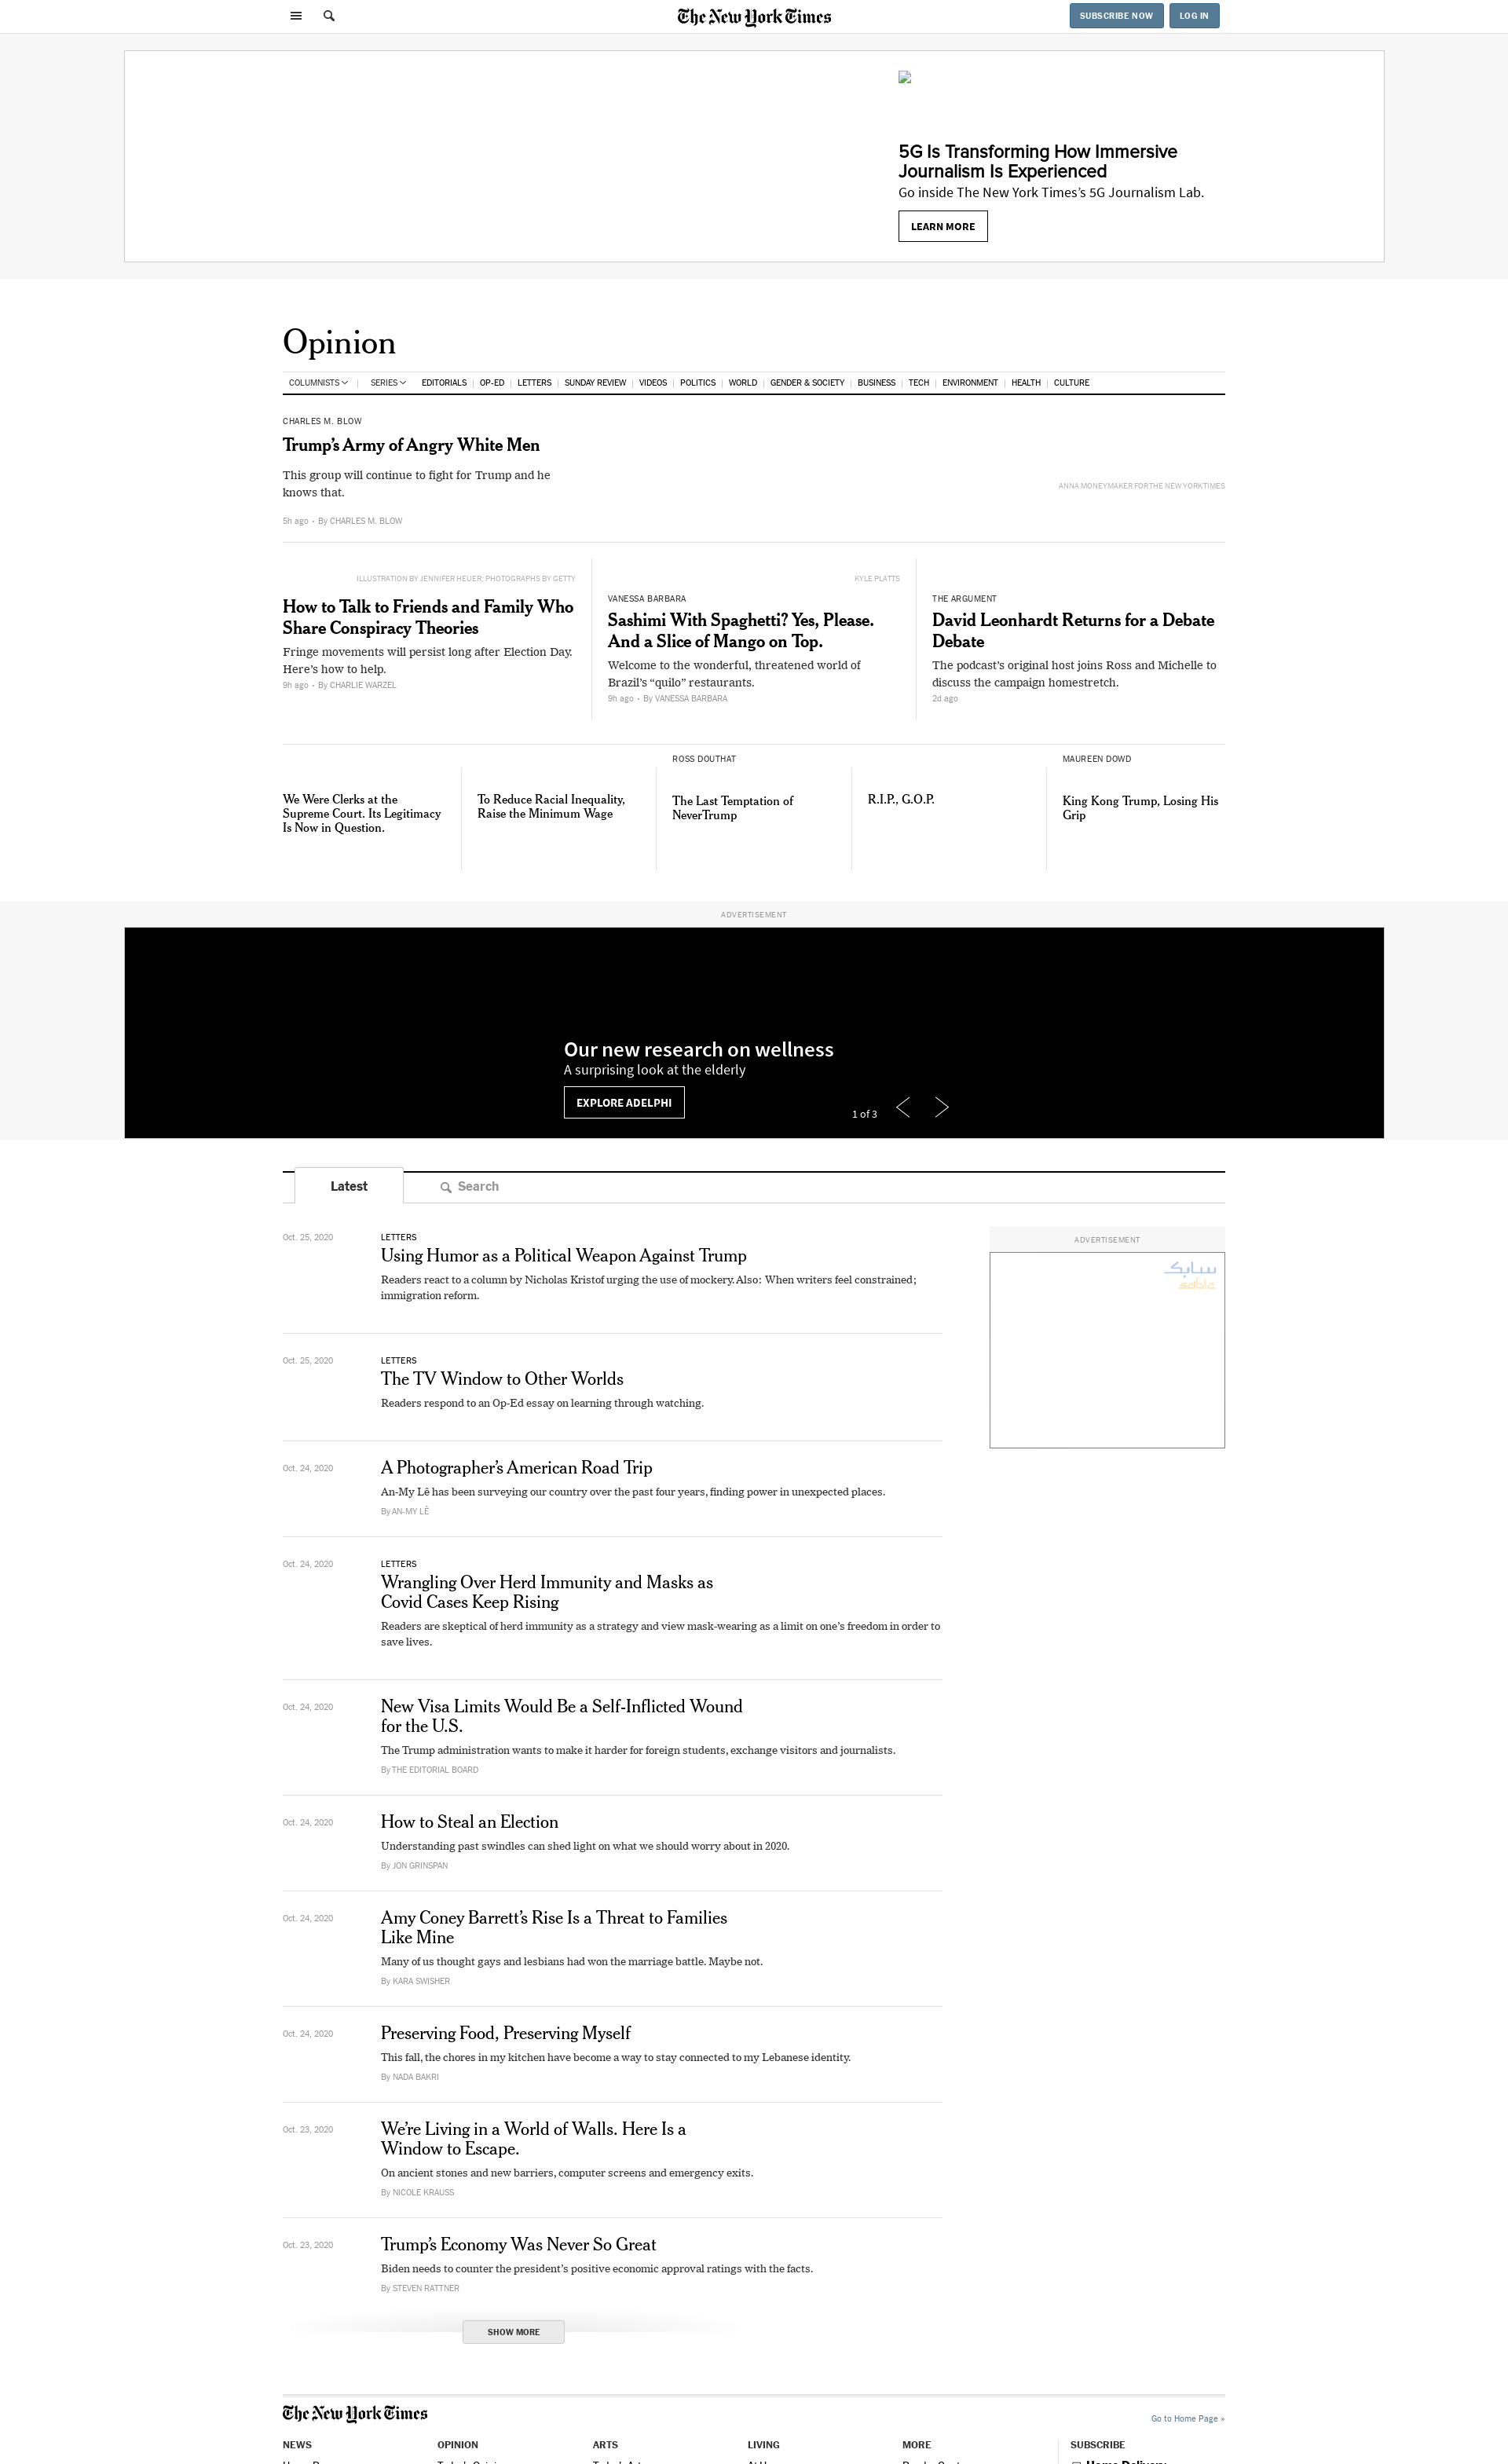 The New York Times
SUBSCRIBE NOW
LOG IN
5G Is Transforming How Immersive
Journalism Is Experienced
Go inside The New York Times’s 5G Journalism Lab.
LEARN MORE
Opinion
COLUMNISTS
SERIES
EDITORIALS
OP-ED
LETTERS
SUNDAY REVIEW
VIDEOS
POLITICS
WORLD
GENDER & SOCIETY
BUSINESS
TECH
ENVIRONMENT
HEALTH
CULTURE
CHARLES M. BLOW
Trump’s Army of Angry White Men
This group will continue to fight for Trump and he
knows that.
ANNA MONEYMAKER FOR THE NEW YORK TIMES
5h ago • By CHARLES M. BLOW
ILLUSTRATION BY JENNIFER HEUER; PHOTOGRAPHS BY GETTY
How to Talk to Friends and Family Who
Share Conspiracy Theories
Fringe movements will persist long after Election Day.
Here’s how to help.
9h ago • By CHARLIE WARZEL
KYLE PLATTS
VANESSA BARBARA
Sashimi With Spaghetti? Yes, Please.
And a Slice of Mango on Top.
Welcome to the wonderful, threatened world of
Brazil’s “quilo” restaurants.
9h ago • By VANESSA BARBARA
THE ARGUMENT
David Leonhardt Returns for a Debate
Debate
The podcast’s original host joins Ross and Michelle to
discuss the campaign homestretch.
2d ago
We Were Clerks at the
Supreme Court. Its Legitimacy
Is Now in Question.
To Reduce Racial Inequality,
Raise the Minimum Wage
ROSS DOUTHAT
The Last Temptation of
NeverTrump
R.I.P., G.O.P.
MAUREEN DOWD
King Kong Trump, Losing His
Grip
ADVERTISEMENT
Our new research on wellness
A surprising look at the elderly
EXPLORE ADELPHI
1 of 3
Latest
Search
Oct. 25, 2020
LETTERS
Using Humor as a Political Weapon Against Trump
Readers react to a column by Nicholas Kristof urging the use of mockery. Also: When writers feel constrained;
immigration reform.
ADVERTISEMENT
سابک
sabic
Oct. 25, 2020
LETTERS
The TV Window to Other Worlds
Readers respond to an Op-Ed essay on learning through watching.
Oct. 24, 2020
A Photographer’s American Road Trip
An-My Lê has been surveying our country over the past four years, finding power in unexpected places.
By AN-MY LÊ
Oct. 24, 2020
LETTERS
Wrangling Over Herd Immunity and Masks as
Covid Cases Keep Rising
Readers are skeptical of herd immunity as a strategy and view mask-wearing as a limit on one’s freedom in order to
save lives.
Oct. 24, 2020
New Visa Limits Would Be a Self-Inflicted Wound
for the U.S.
The Trump administration wants to make it harder for foreign students, exchange visitors and journalists.
By THE EDITORIAL BOARD
Oct. 24, 2020
How to Steal an Election
Understanding past swindles can shed light on what we should worry about in 2020.
By JON GRINSPAN
Oct. 24, 2020
Amy Coney Barrett’s Rise Is a Threat to Families
Like Mine
Many of us thought gays and lesbians had won the marriage battle. Maybe not.
By KARA SWISHER
Oct. 24, 2020
Preserving Food, Preserving Myself
This fall, the chores in my kitchen have become a way to stay connected to my Lebanese identity.
By NADA BAKRI
Oct. 23, 2020
We’re Living in a World of Walls. Here Is a
Window to Escape.
On ancient stones and new barriers, computer screens and emergency exits.
By NICOLE KRAUSS
Oct. 23, 2020
Trump’s Economy Was Never So Great
Biden needs to counter the president’s positive economic approval ratings with the facts.
By STEVEN RATTNER
SHOW MORE
The New York Times
Go to Home Page »
NEWS
OPINION
ARTS
LIVING
MORE
SUBSCRIBE